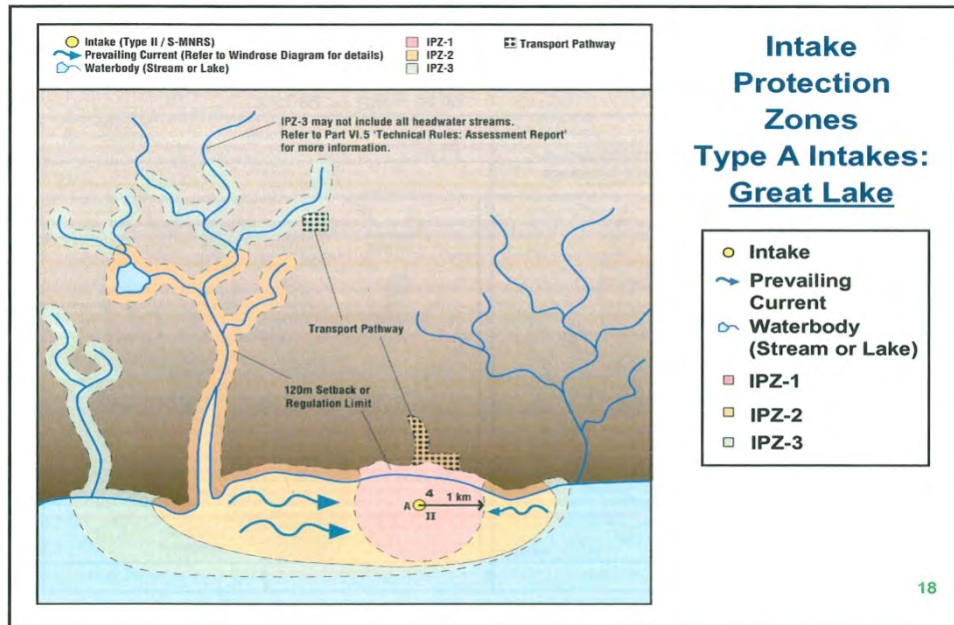 Intake (Type II / S-MNRS)
Prevailing Current (Refer to Windrose Diagram for details)
Waterbody (Stream or Lake)
IPZ-1
IPZ-2
IPZ-3
Transport Pathway
IPZ-3 may not include all headwater streams.
Refer to Part VI.5 'Technical Rules: Assessment Report'
for more information.
Transport Pathway
120m Setback or
Regulation Limit
4
A
1 km
II
Intake
Protection
Zones
Type A Intakes:
Great Lake
Intake
Prevailing
Current
Waterbody
(Stream or Lake)
IPZ-1
IPZ-2
IPZ-3
18